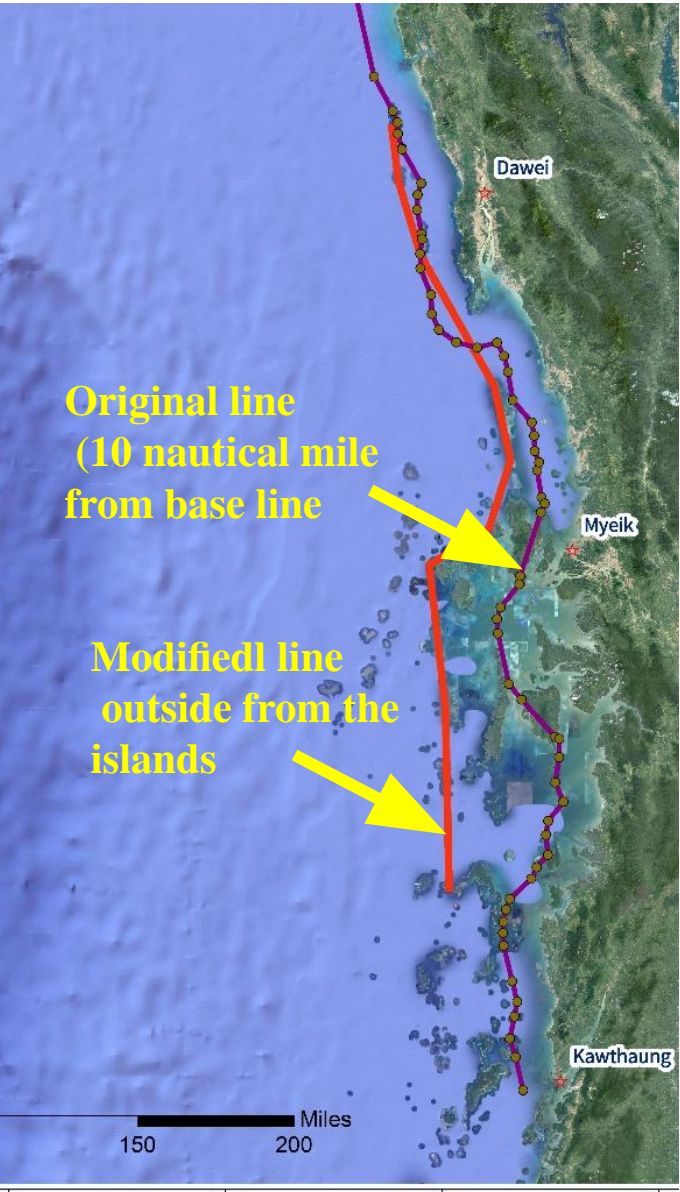 Dawei
Original line
(10 nautical mile
from base line
Myeik
Modifiedl line
outside from the
islands
Kawthaung
Miles
150
200